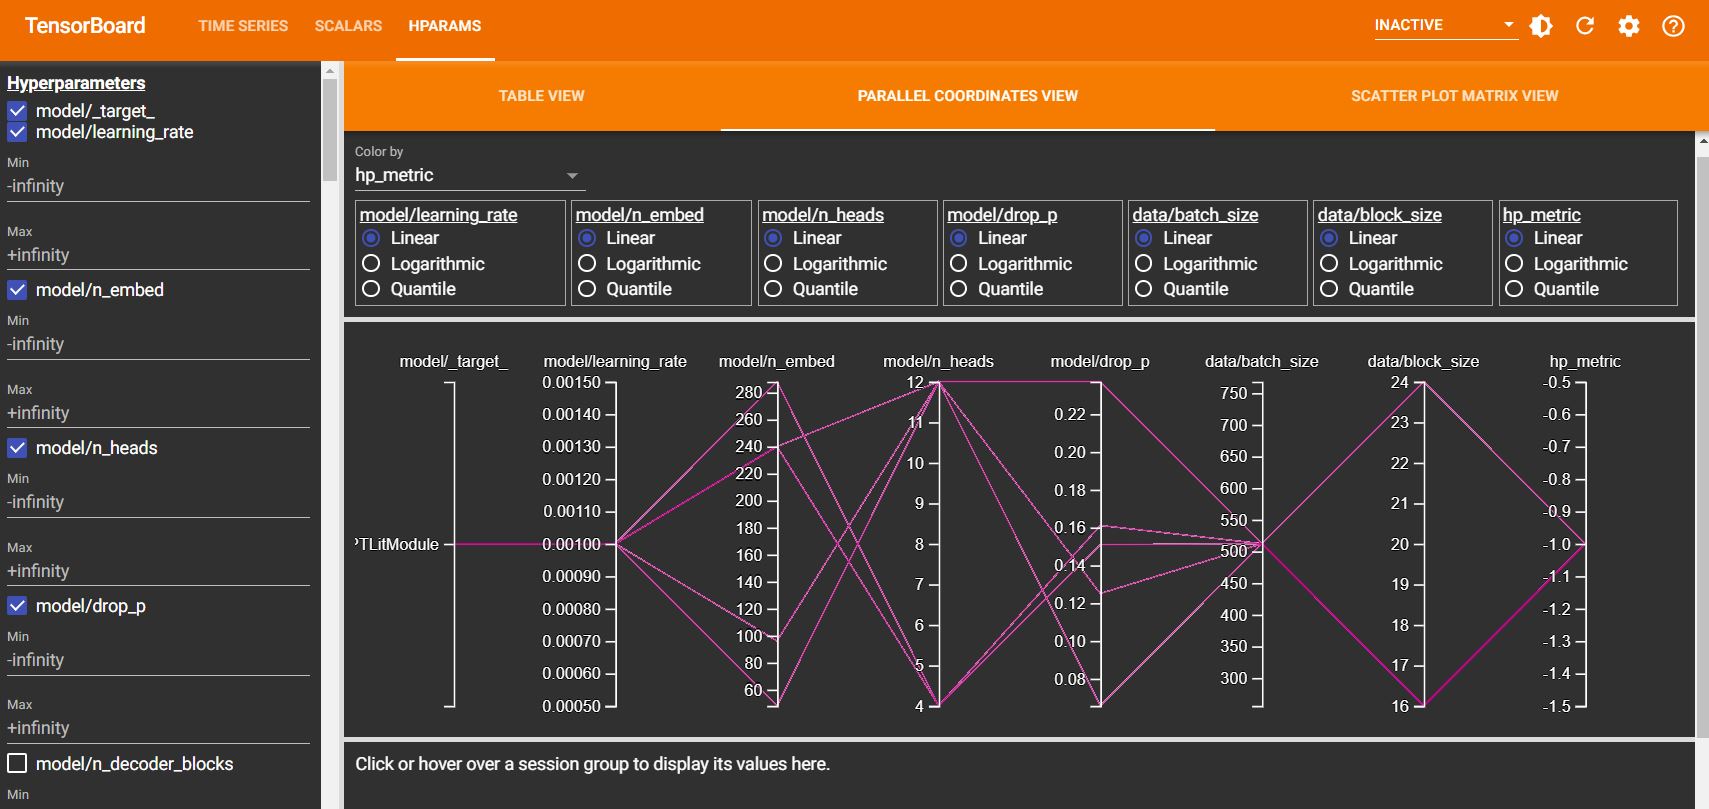 TensorBoard
TIME SERIES
SCALARS
HPARAMS
INACTIVE
Hyperparameters
model/_target_
model/learning_rate
Min
-infinity
Max
+infinity
model/n_embed
Min
-infinity
Max
+infinity
model/n_heads
Min
-infinity
Max
+infinity
model/drop_p
Min
-infinity
Max
+infinity
model/n_decoder_blocks
Min
TABLE VIEW
PARALLEL COORDINATES VIEW
SCATTER PLOT MATRIX VIEW
Color by
hp_metric
model/learning_rate
Linear
Logarithmic
Quantile
model/n_embed
Linear
Logarithmic
Quantile
model/n_heads
Linear
Logarithmic
Quantile
model/drop_p
Linear
Logarithmic
Quantile
data/batch_size
Linear
Logarithmic
Quantile
data/block_size
Linear
Logarithmic
Quantile
hp_metric
Linear
Logarithmic
Quantile
model/_target_
PTLitModule
model/learning_rate
0.00150
0.00140
0.00130
0.00120
0.00110
0.00100
0.00090
0.00080
0.00070
0.00060
0.00050
model/n_embed
280
260
240
220
200
180
160
140
120
100
80
60
model/n_heads
12
11
10
9
8
7
6
5
4
model/drop_p
0.22
0.20
0.18
0.16
0.14
0.12
0.10
0.08
data/batch_size
750
700
650
600
550
500
450
400
350
300
data/block_size
24
23
22
21
20
19
18
17
16
hp_metric
-0.5
-0.6
-0.7
-0.8
-0.9
-1.0
-1.1
-1.2
-1.3
-1.4
-1.5
Click or hover over a session group to display its values here.